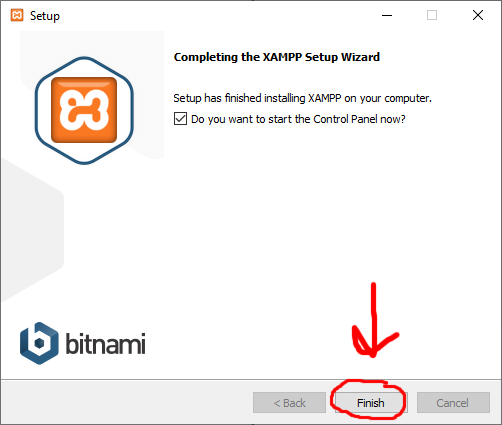 Setup
Completing the XAMPP Setup Wizard
Setup has finished installing XAMPP on your computer.
Do you want to start the Control Panel now?
bitnami
< Back
Finish
Cancel